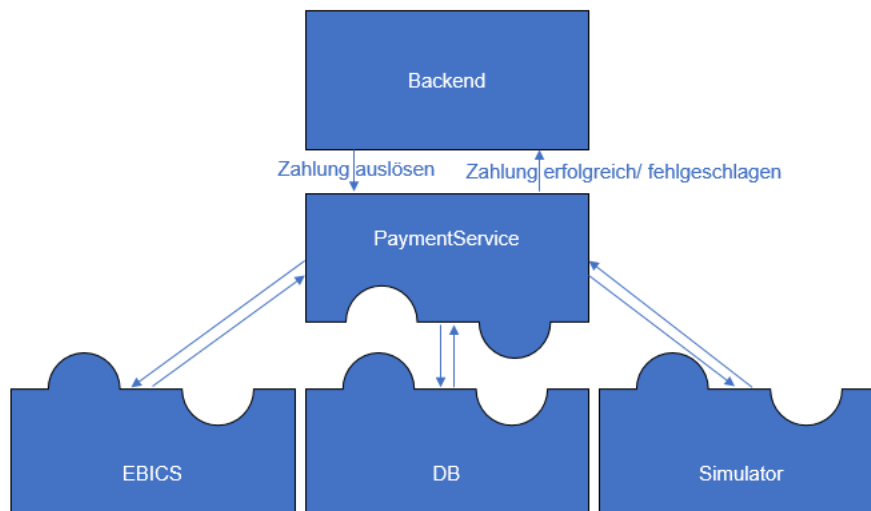 Backend
Zahlung auslösen
Zahlung erfolgreich/ fehlgeschlagen
PaymentService
EBICS
DB
Simulator